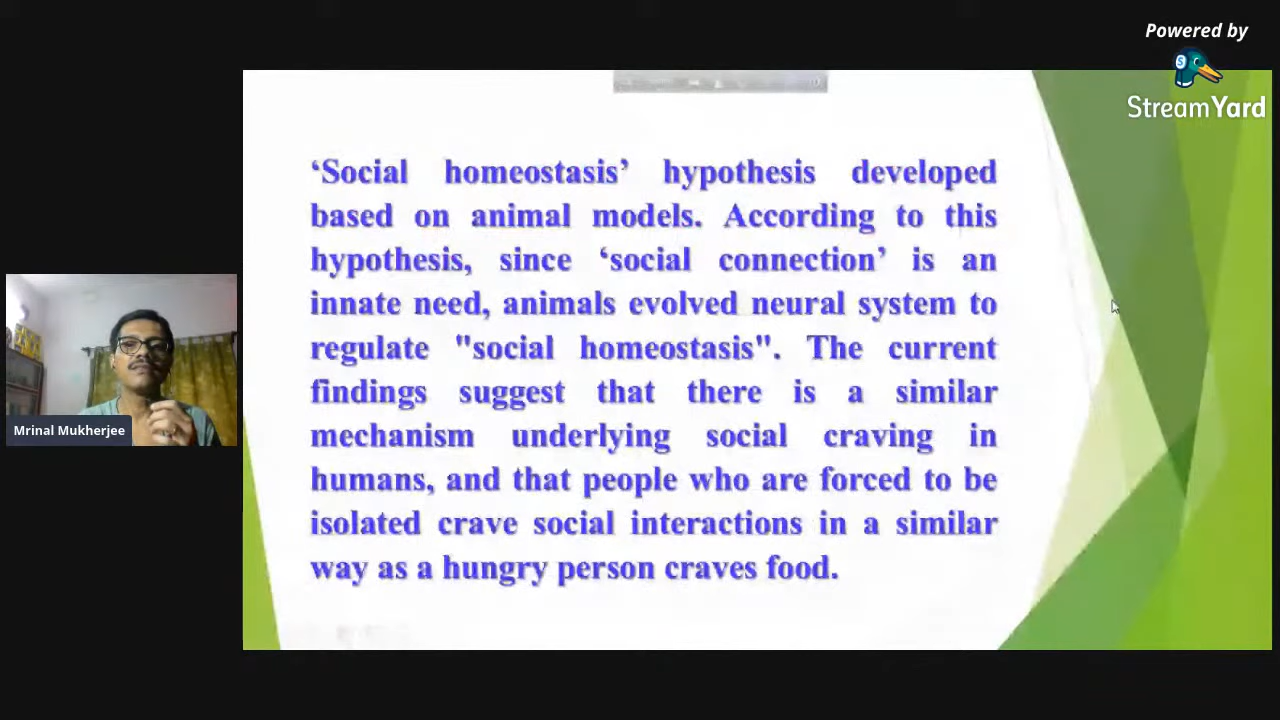 Powered by
StreamYard
‘Social homeostasis’ hypothesis developed
based on animal models. According to this
hypothesis, since ‘social connection’ is an
innate need, animals evolved neural system to
regulate "social homeostasis". The current
findings suggest that there is a similar
mechanism underlying social craving in
humans, and that people who are forced to be
isolated crave social interactions in a similar
way as a hungry person craves food.
Mrinal Mukherjee